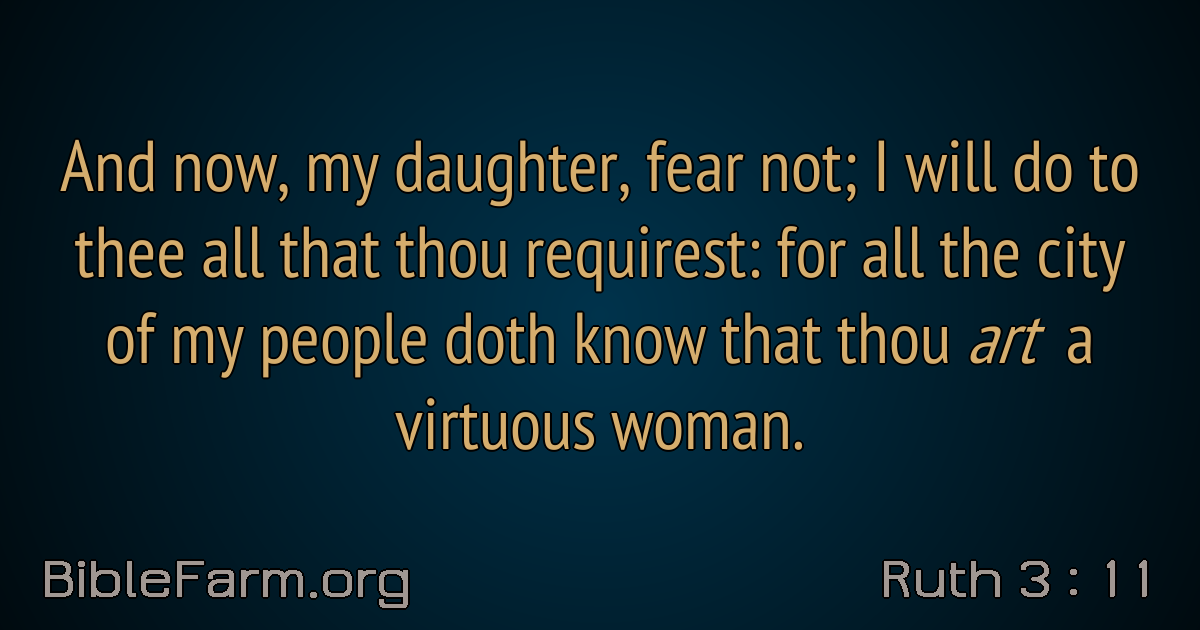 And now, my daughter, fear not; I will do to
thee all that thou requirest: for all the city
of my people doth know that thou art a
virtuous woman.
BibleFarm.org
Ruth 3 : 11